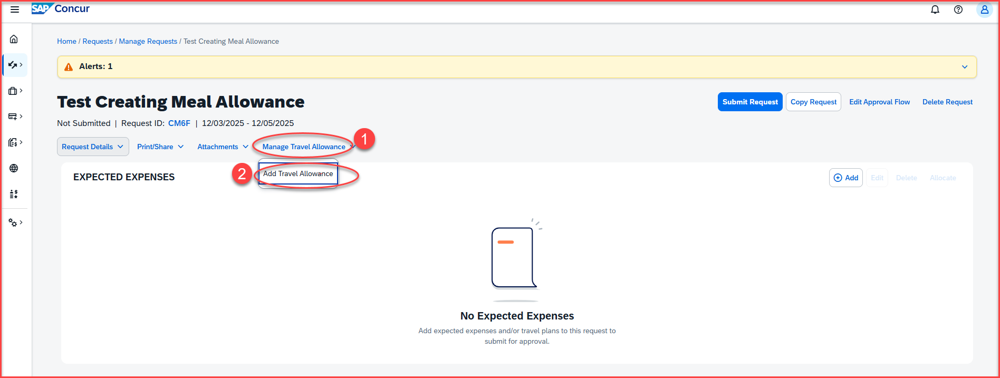 SAP Concur
Home / Requests / Manage Requests / Test Creating Meal Allowance
Alerts: 1
Test Creating Meal Allowance
Submit Request Copy Request Edit Approval Flow Delete Request
Not Submitted | Request ID: CM6F | 12/03/2025 - 12/05/2025
Request Details Print/Share Attachments Manage Travel Allowance 1
2 Add Travel Allowance
EXPECTED EXPENSES Add Edit Delete Allocate
No Expected Expenses
Add expected expenses and/or travel plans to this request to
submit for approval.